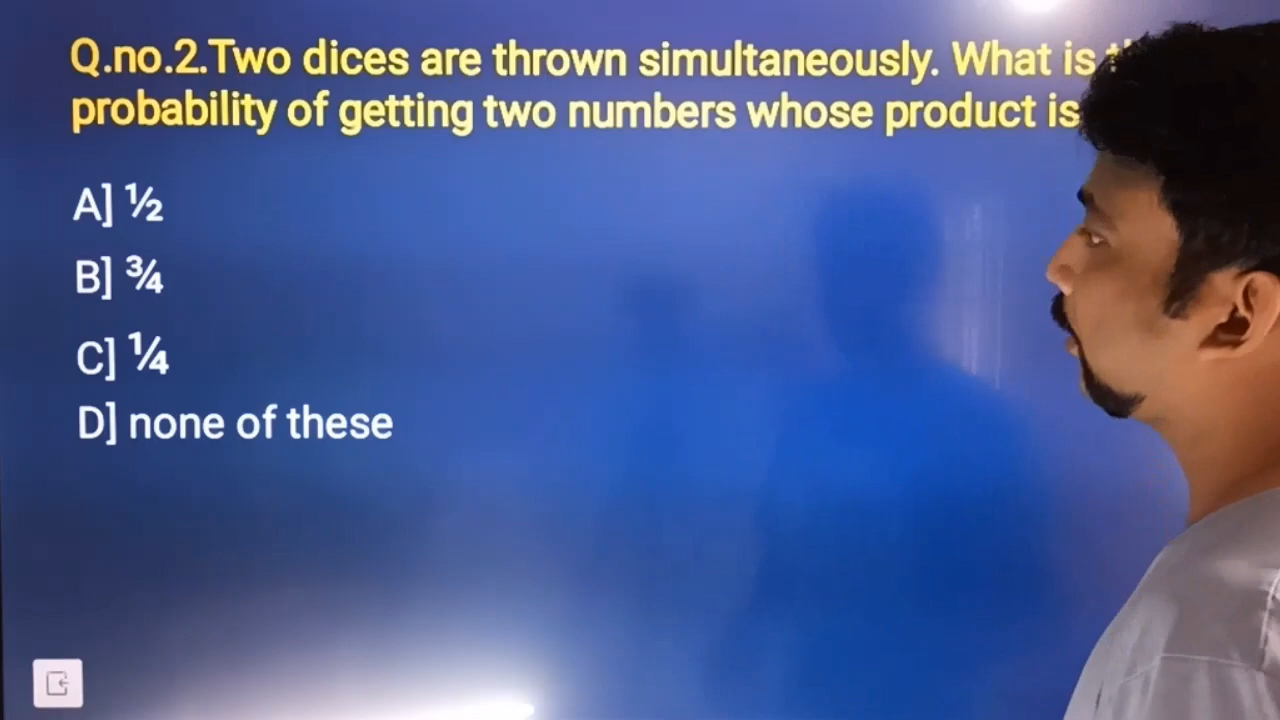 Q.no.2.Two dices are thrown simultaneously. What is
probability of getting two numbers whose product is
A] ½
B] ¾
C] ¼
D] none of these